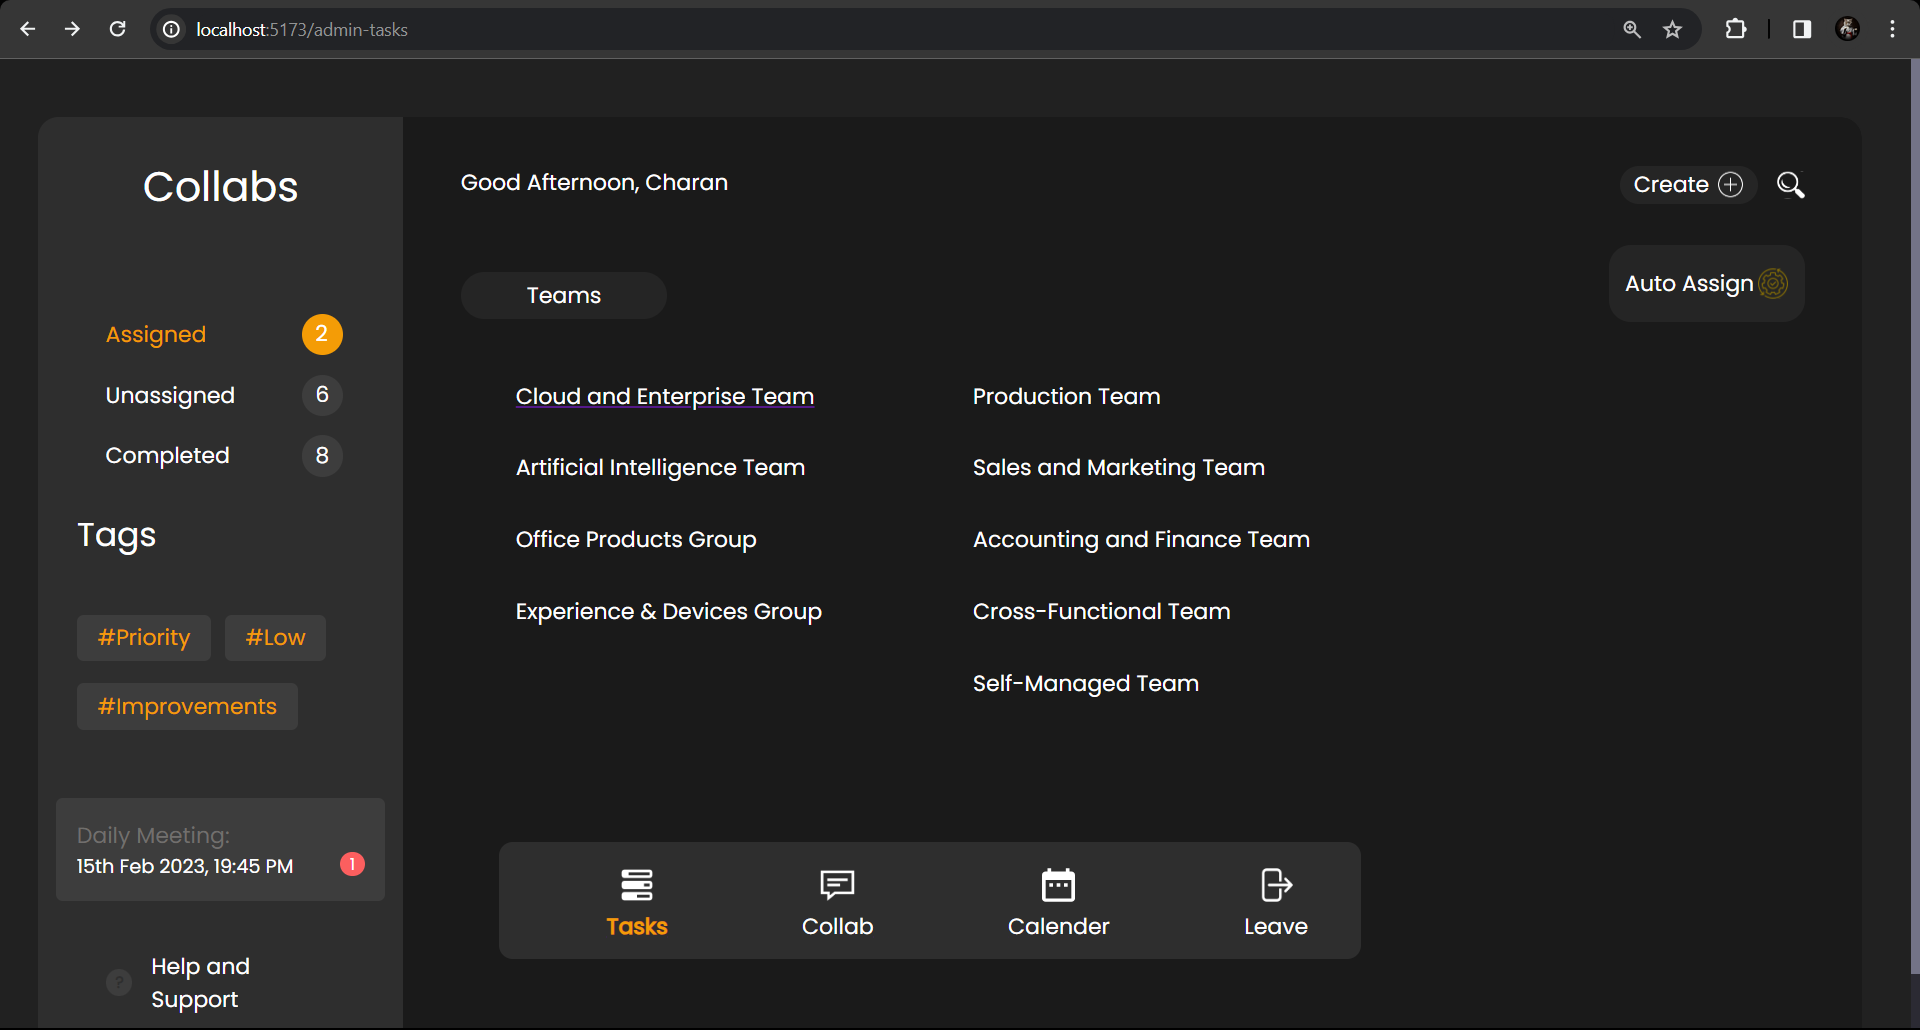 localhost:5173/admin-tasks
Collabs
Good Afternoon, Charan
Create
Auto Assign
Teams
Assigned 2
Unassigned 6
Completed 8
Tags
#Priority #Low
#Improvements
Daily Meeting:
15th Feb 2023, 19:45 PM 1
? Help and
Support
Cloud and Enterprise Team
Artificial Intelligence Team
Office Products Group
Experience & Devices Group
Production Team
Sales and Marketing Team
Accounting and Finance Team
Cross-Functional Team
Self-Managed Team
Tasks
Collab
Calender
Leave